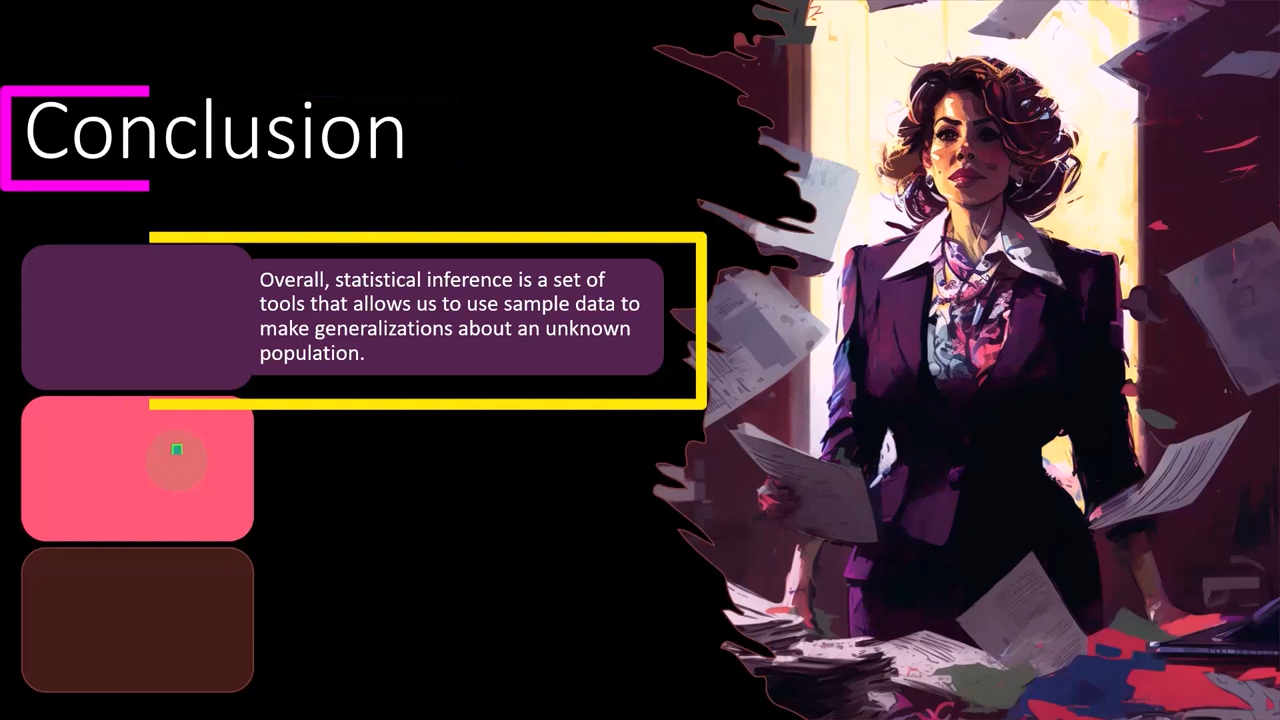 Conclusion
Overall, statistical inference is a set of
tools that allows us to use sample data to
make generalizations about an unknown
population.